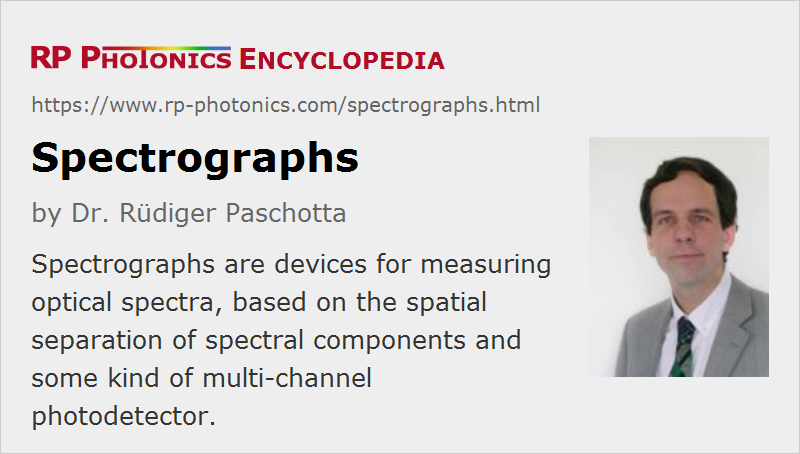 RP PHOTONICS ENCYCLOPEDIA
https://www.rp-photonics.com/spectrographs.html
Spectrographs
by Dr. Rüdiger Paschotta
Spectrographs are devices for measuring
optical spectra, based on the spatial
separation of spectral components and
some kind of multi-channel
photodetector.